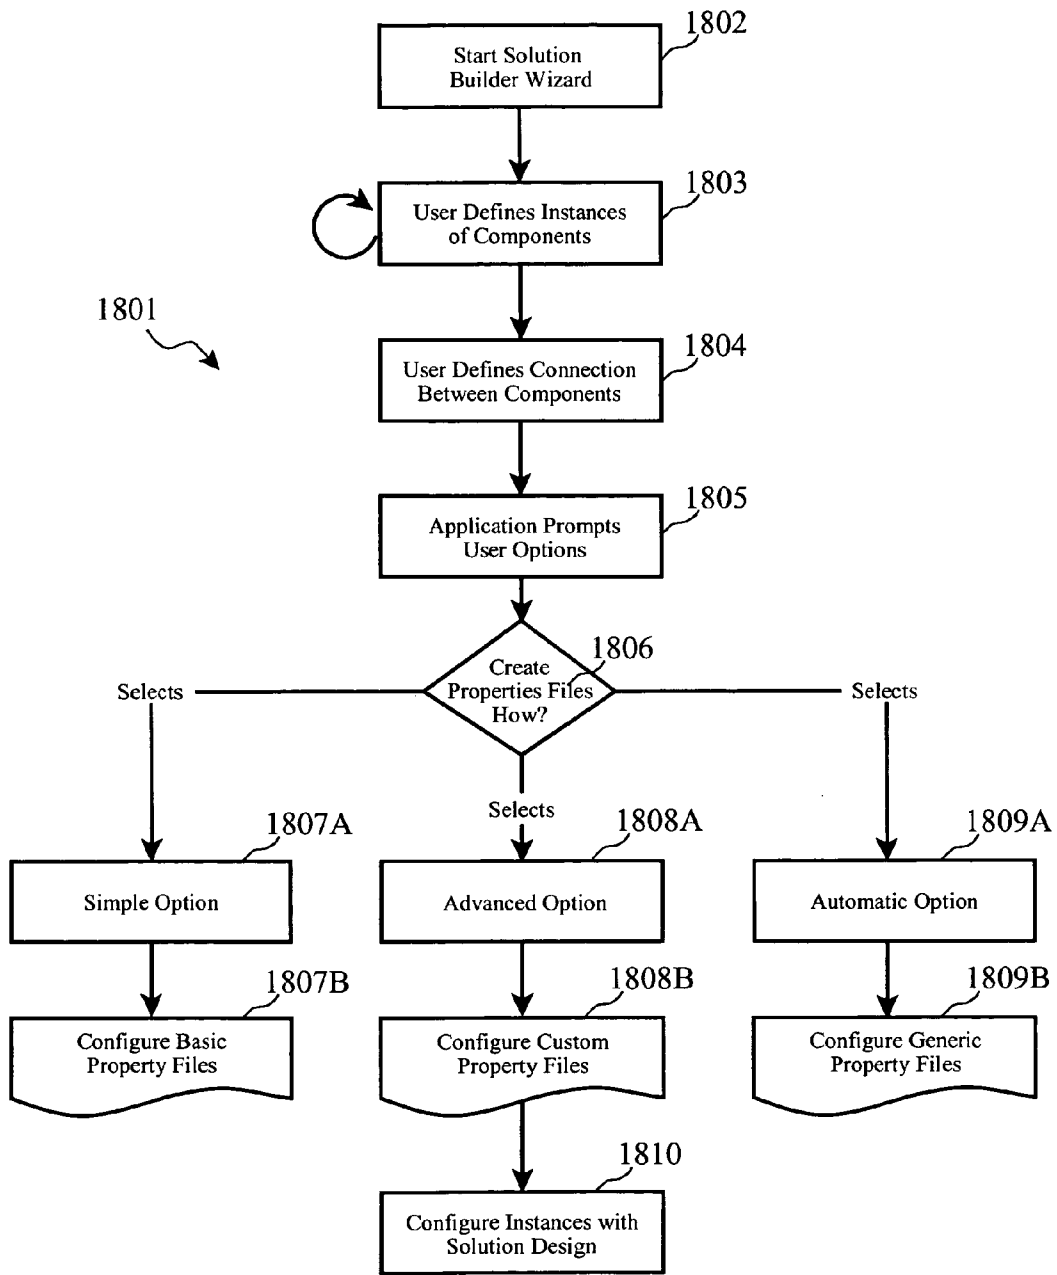 1802
Start Solution
Builder Wizard
1803
User Defines Instances
of Components
1801
1804
User Defines Connection
Between Components
1805
Application Prompts
User Options
1806
Create
Properties Files
How?
Selects
Selects
Selects
1807A
Simple Option
1808A
Advanced Option
1809A
Automatic Option
1807B
Configure Basic
Property Files
1808B
Configure Custom
Property Files
1809B
Configure Generic
Property Files
1810
Configure Instances with
Solution Design